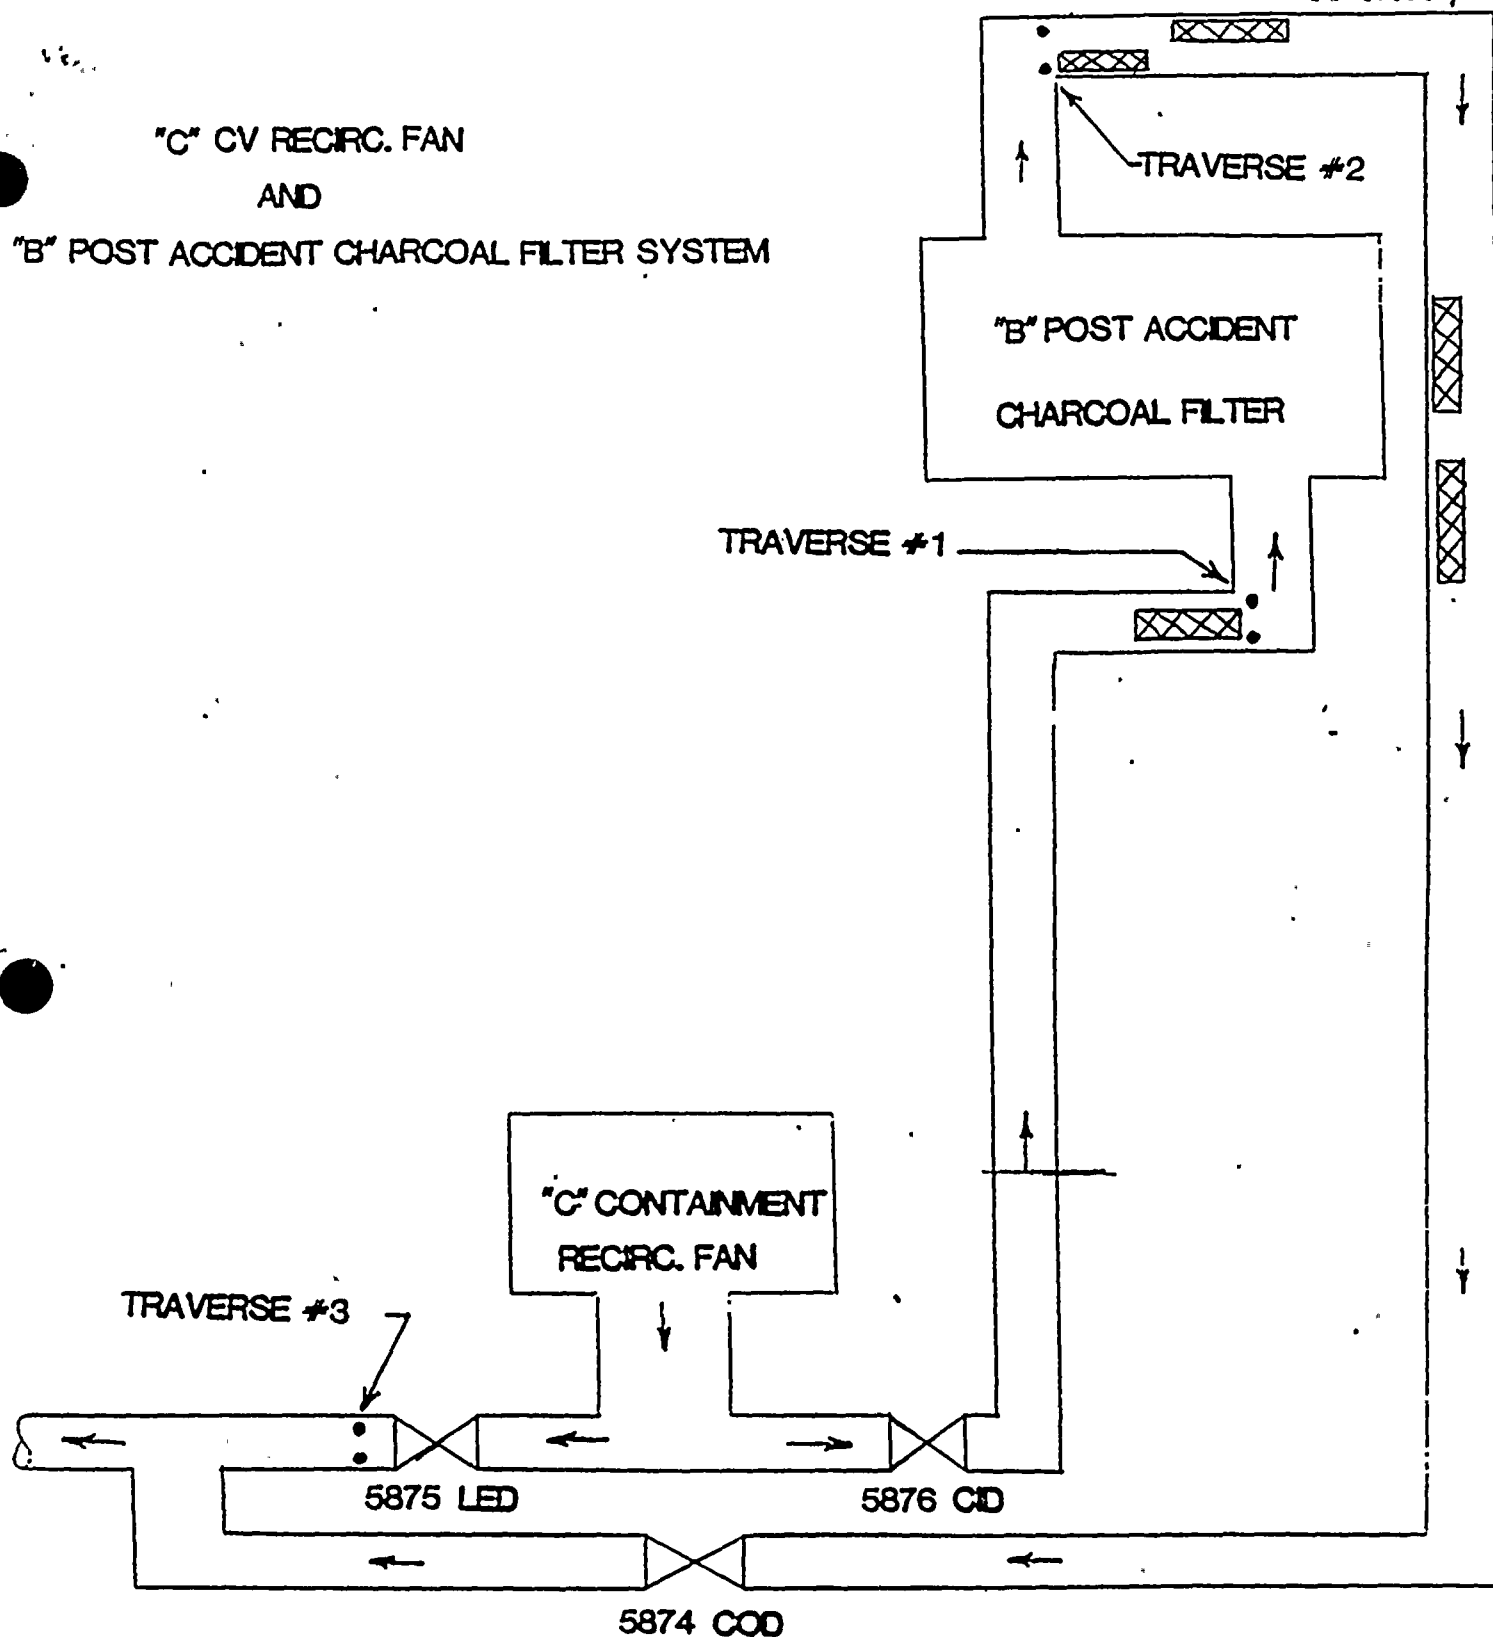 "C" CV RECIRC. FAN
AND
"B" POST ACCIDENT CHARCOAL FILTER SYSTEM
TRAVERSE #2
"B" POST ACCIDENT
CHARCOAL FILTER
TRAVERSE #1
"C" CONTAINMENT
RECIRC. FAN
TRAVERSE #3
5875 LED
5876 CID
5874 COD